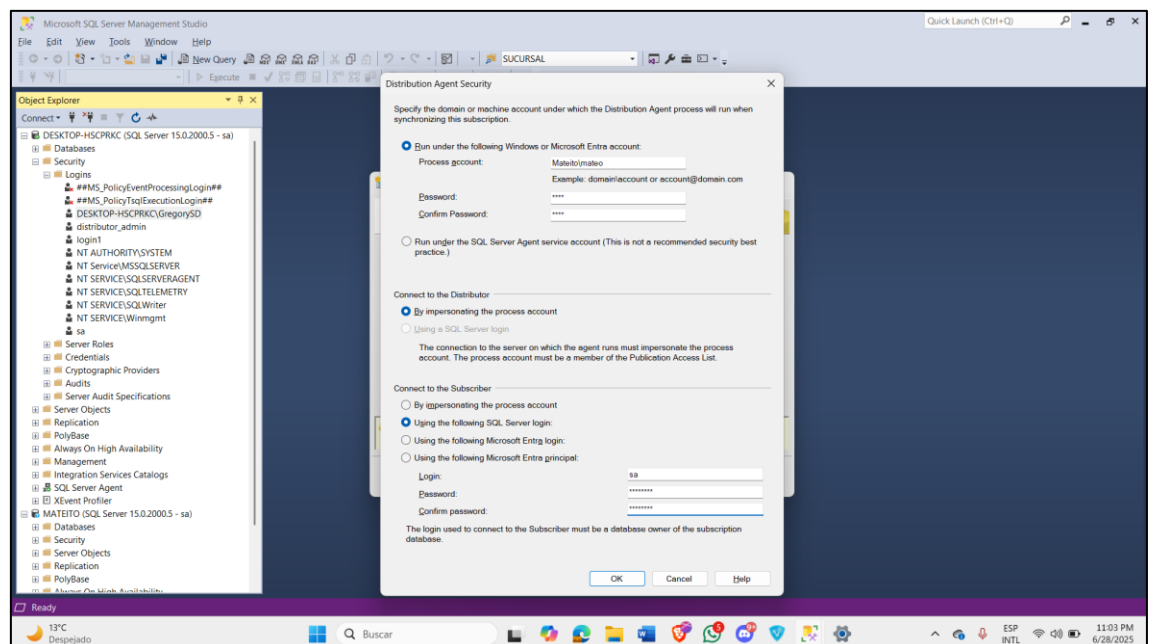 Microsoft SQL Server Management Studio
Quick Launch (Ctrl+Q)
File Edit View Tools Window Help
New Query
SUCURSAL
Execute
Object Explorer
Connect
DESKTOP-HSCPRKC (SQL Server 15.0.2000.5 - sa)
Databases
Security
Logins
##MS_PolicyEventProcessingLogin##
##MS_PolicyTsqlExecutionLogin##
DESKTOP-HSCPRKC\GregorySD
distributor_admin
login1
NT AUTHORITY\SYSTEM
NT Service\MSSQLSERVER
NT SERVICE\SQLSERVERAGENT
NT SERVICE\SQLTELEMETRY
NT SERVICE\SQLWriter
NT SERVICE\Winmgmt
sa
Server Roles
Credentials
Cryptographic Providers
Audits
Server Audit Specifications
Server Objects
Replication
PolyBase
Always On High Availability
Management
Integration Services Catalogs
SQL Server Agent
XEvent Profiler
MATEITO (SQL Server 15.0.2000.5 - sa)
Databases
Security
Server Objects
Replication
PolyBase
Always On High Availability
Distribution Agent Security
Specify the domain or machine account under which the Distribution Agent process will run when
synchronizing this subscription.
Run under the following Windows or Microsoft Entra account:
Process account: Mateito\mateo
Example: domain\account or account@domain.com
Password: ****
Confirm Password: ****
Run under the SQL Server Agent service account (This is not a recommended security best
practice.)
Connect to the Distributor
By impersonating the process account
Using a SQL Server login
The connection to the server on which the agent runs must impersonate the process
account. The process account must be a member of the Publication Access List.
Connect to the Subscriber
By impersonating the process account
Using the following SQL Server login:
Using the following Microsoft Entra login:
Using the following Microsoft Entra principal:
Login: sa
Password: ********
Confirm password: ********
The login used to connect to the Subscriber must be a database owner of the subscription
database.
OK Cancel Help
Ready
13°C
Despejado
Buscar
ESP
INTL
11:03 PM
6/28/2025